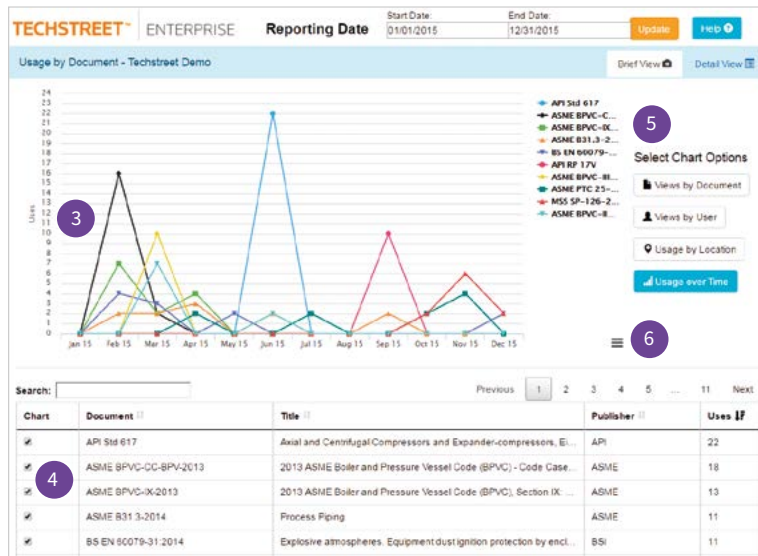 TECHSTREET™ ENTERPRISE
Reporting Date
Start Date:
01/01/2015
End Date:
12/31/2015
Update
Help
Usage by Document - Techstreet Demo
Brief View
Detail View
24
23
22
21
20
19
18
17
16
15
14
13
12
11
10
9
8
7
6
5
4
3
2
1
0
Uses
3
Jan 15 Feb 15 Mar 15 Apr 15 May 15 Jun 15 Jul 15 Aug 15 Sep 15 Oct 15 Nov 15 Dec 15
API Std 617
ASME BPVC-C...
ASME BPVC-IX...
ASME B31.3-2...
BS EN 60079-...
API RP 17V
ASME BPVC-III...
ASME PTC 25-...
MSS SP-126-2...
ASME BPVC-II...
5
Select Chart Options
Views by Document
Views by User
Usage by Location
Usage over Time
6
Search:
Previous 1 2 3 4 5 ... 11 Next
Chart Document Title Publisher Uses
API Std 617 Axial and Centrifugal Compressors and Expander-compressors, Ei... API 22
ASME BPVC-CC-BPV-2013 2013 ASME Boiler and Pressure Vessel Code (BPVC) - Code Case... ASME 18
4
ASME BPVC-IX-2013 2013 ASME Boiler and Pressure Vessel Code (BPVC), Section IX: ... ASME 13
ASME B31.3-2014 Process Piping ASME 11
BS EN 60079-31:2014 Explosive atmospheres. Equipment dust ignition protection by encl... BSI 11